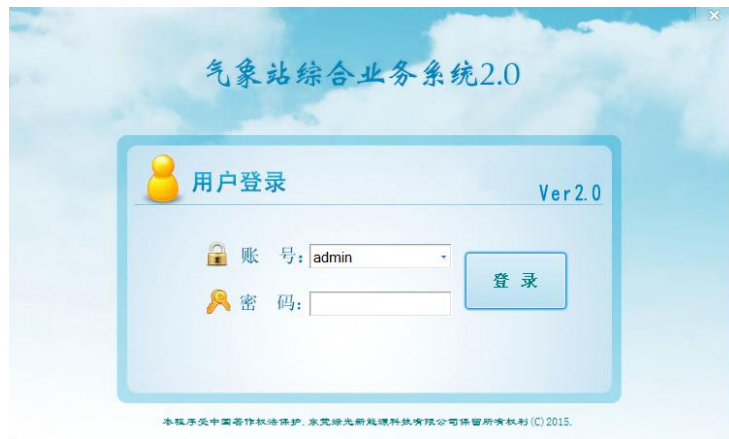 气象站综合业务系统2.0
用户登录
Ver2.0
账 号: admin
密 码:
登 录
本程序受中国著作权法保护，东莞绿光新能源科技有限公司保留所有权利(C)2015.